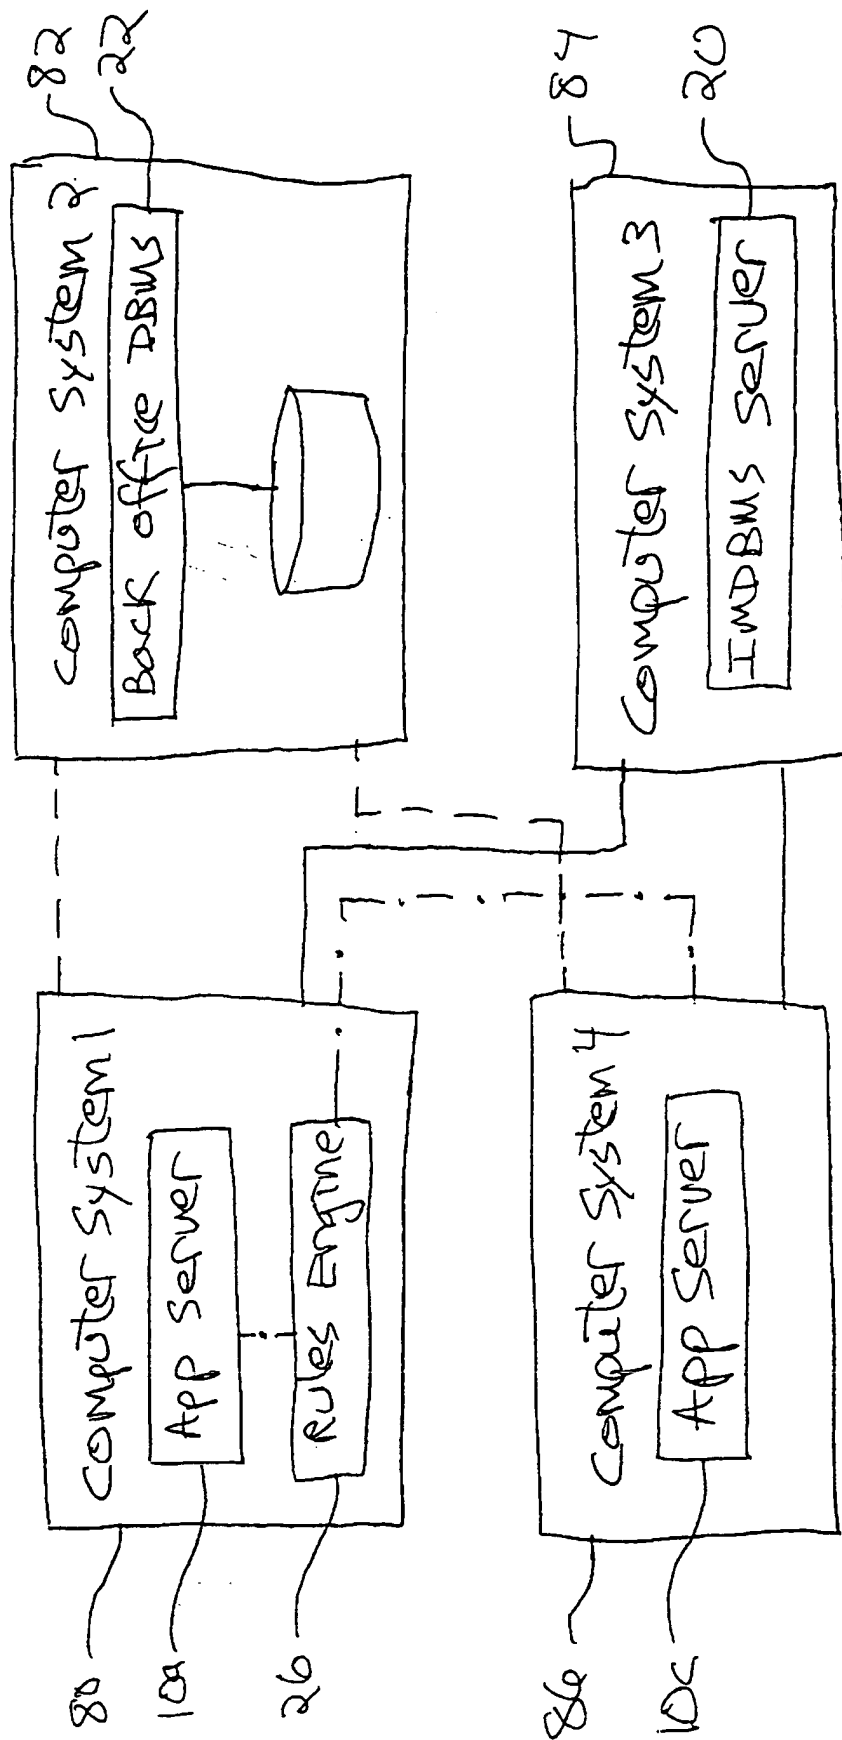 80
Computer System 1
10a
App Server
26
Rules Engine
Computer System 2
82
Back Office DBMS
22
86
Computer System 4
10c
App Server
Computer System 3
84
IMDBMS Server
20